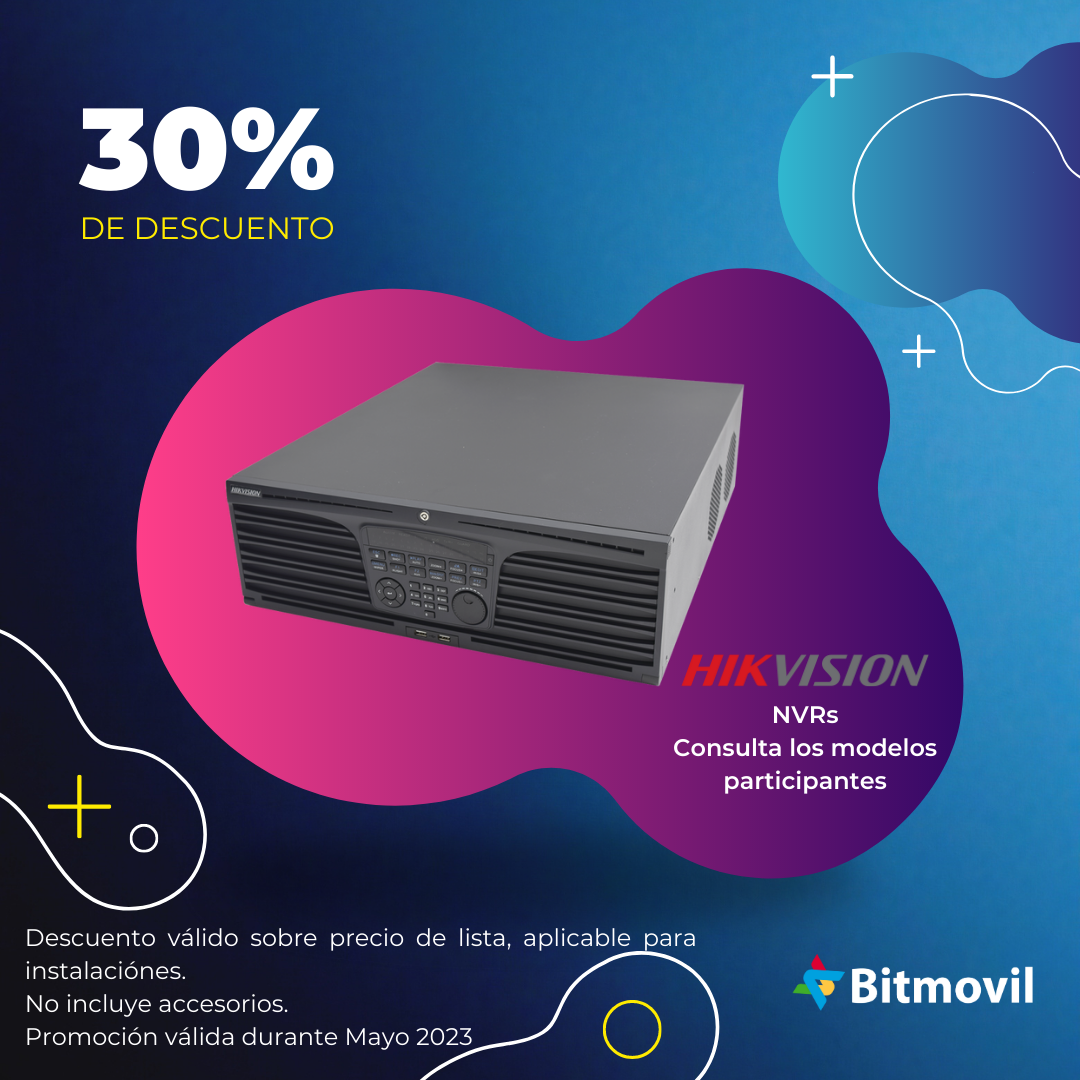 30%
DE DESCUENTO
HIKVISION
HIKVISION
NVRs
Consulta los modelos
participantes
Descuento válido sobre precio de lista, aplicable para
instalaciónes.
No incluye accesorios.
Promoción válida durante Mayo 2023
Bitmovil